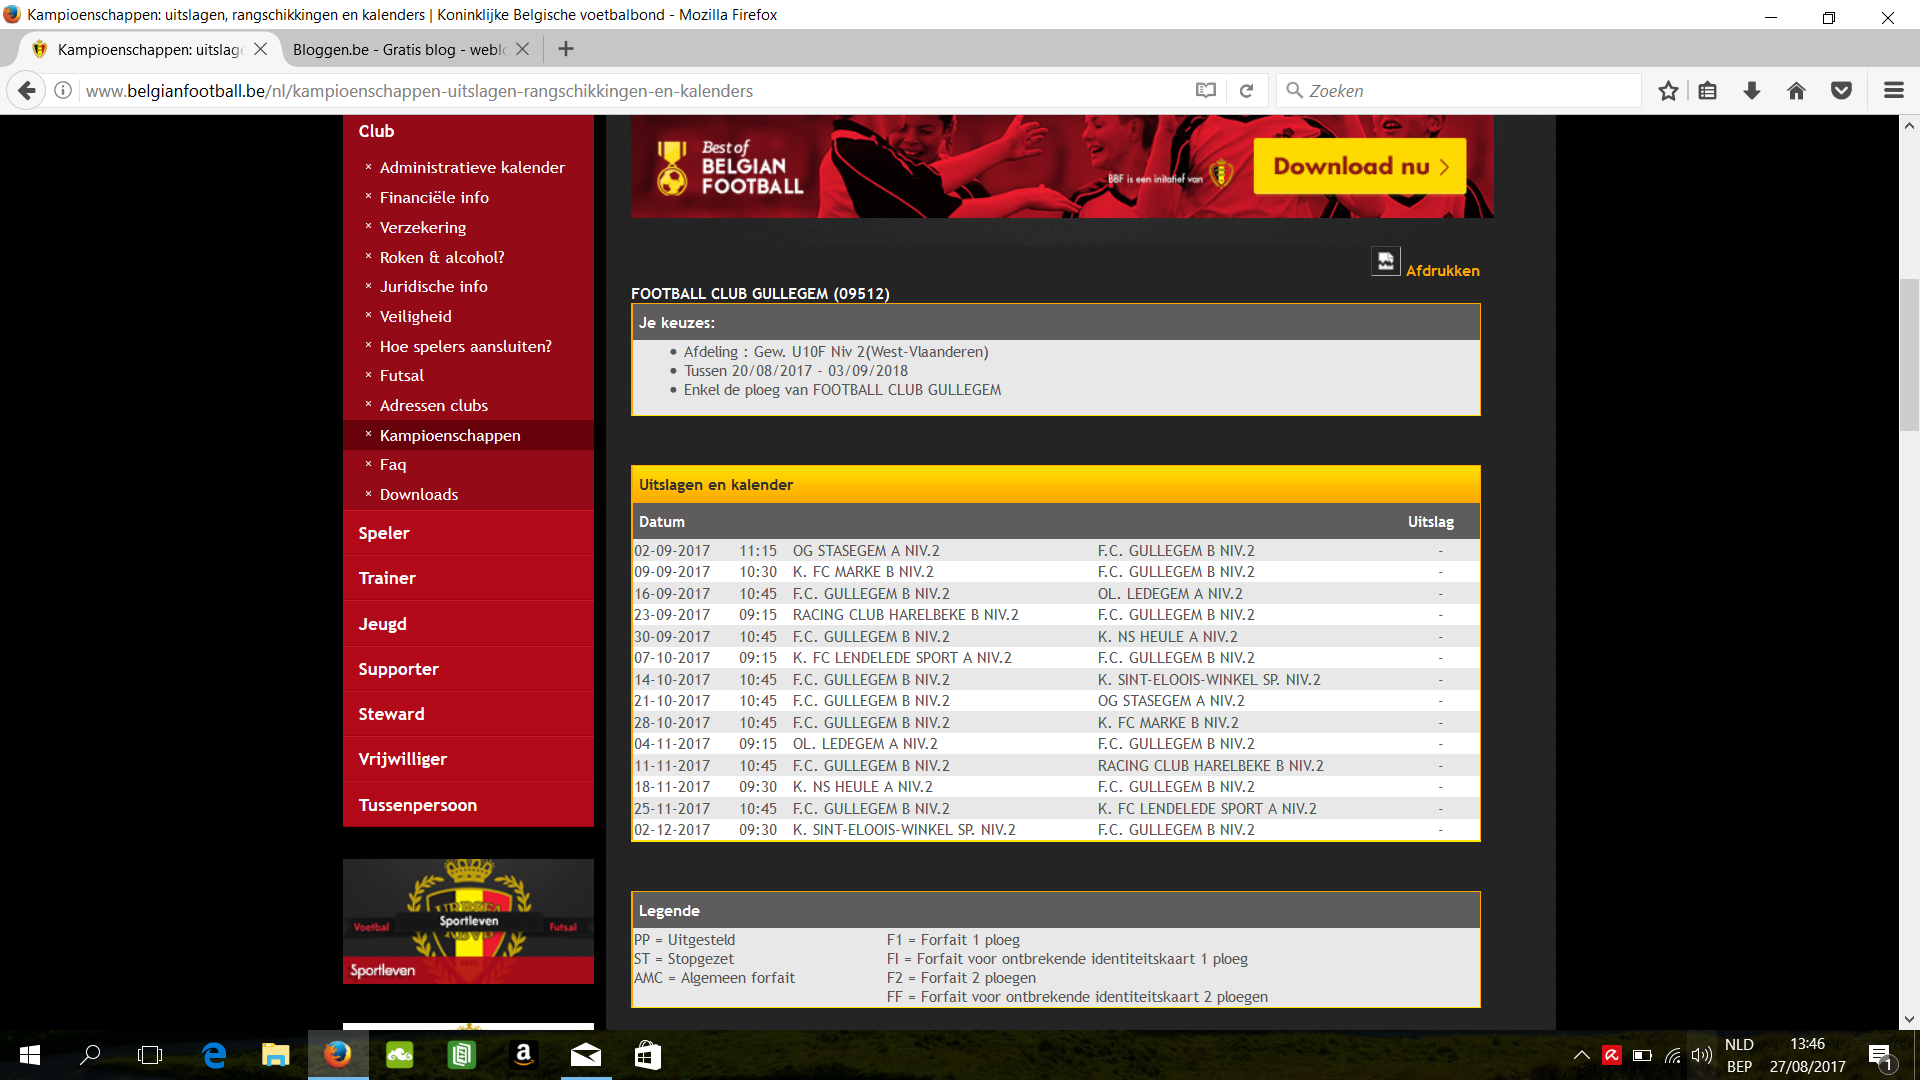 Kampioenschappen: uitslagen, rangschikkingen en kalenders | Koninklijke Belgische voetbalbond - Mozilla Firefox
Kampioenschappen: uitslage
Bloggen.be - Gratis blog - weblo
www.belgianfootball.be/nl/kampioenschappen-uitslagen-rangschikkingen-en-kalenders
Zoeken
Club
Administratieve kalender
Financiële info
Verzekering
Roken & alcohol?
Juridische info
Veiligheid
Hoe spelers aansluiten?
Futsal
Adressen clubs
Kampioenschappen
Faq
Downloads
Speler
Trainer
Jeugd
Supporter
Steward
Vrijwilliger
Tussenpersoon
Voetbal
Sportleven
Futsal
Sportleven
Best of
BELGIAN
FOOTBALL
BBF is een initiatief van
Download nu >
Afdrukken
FOOTBALL CLUB GULLEGEM (09512)
Je keuzes:
• Afdeling : Gew. U10F Niv 2(West-Vlaanderen)
• Tussen 20/08/2017 - 03/09/2018
• Enkel de ploeg van FOOTBALL CLUB GULLEGEM
Uitslagen en kalender
Datum Uitslag
02-09-2017 11:15 OG STASEGEM A NIV.2 F.C. GULLEGEM B NIV.2 -
09-09-2017 10:30 K. FC MARKE B NIV.2 F.C. GULLEGEM B NIV.2 -
16-09-2017 10:45 F.C. GULLEGEM B NIV.2 OL. LEDEGEM A NIV.2 -
23-09-2017 09:15 RACING CLUB HARELBEKE B NIV.2 F.C. GULLEGEM B NIV.2 -
30-09-2017 10:45 F.C. GULLEGEM B NIV.2 K. NS HEULE A NIV.2 -
07-10-2017 09:15 K. FC LENDELEDE SPORT A NIV.2 F.C. GULLEGEM B NIV.2 -
14-10-2017 10:45 F.C. GULLEGEM B NIV.2 K. SINT-ELOOIS-WINKEL SP. NIV.2 -
21-10-2017 10:45 F.C. GULLEGEM B NIV.2 OG STASEGEM A NIV.2 -
28-10-2017 10:45 F.C. GULLEGEM B NIV.2 K. FC MARKE B NIV.2 -
04-11-2017 09:15 OL. LEDEGEM A NIV.2 F.C. GULLEGEM B NIV.2 -
11-11-2017 10:45 F.C. GULLEGEM B NIV.2 RACING CLUB HARELBEKE B NIV.2 -
18-11-2017 09:30 K. NS HEULE A NIV.2 F.C. GULLEGEM B NIV.2 -
25-11-2017 10:45 F.C. GULLEGEM B NIV.2 K. FC LENDELEDE SPORT A NIV.2 -
02-12-2017 09:30 K. SINT-ELOOIS-WINKEL SP. NIV.2 F.C. GULLEGEM B NIV.2 -
Legende
PP = Uitgesteld F1 = Forfait 1 ploeg
ST = Stopgezet FI = Forfait voor ontbrekende identiteitskaart 1 ploeg
AMC = Algemeen forfait F2 = Forfait 2 ploegen
FF = Forfait voor ontbrekende identiteitskaart 2 ploegen
NLD
BEP
13:46
27/08/2017
1